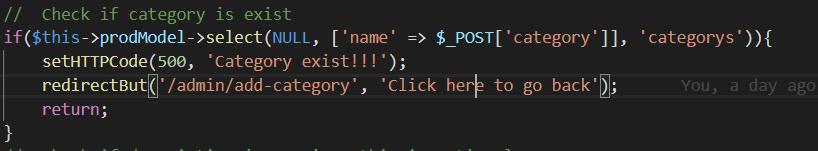 //  Check if category is exist
if($this->prodModel->select(NULL, ['name' => $_POST['category']], 'categorys')){
    setHTTPCode(500, 'Category exist!!!');
    redirectBut('/admin/add-category', 'Click here to go back');     You, a day ago
    return;
}